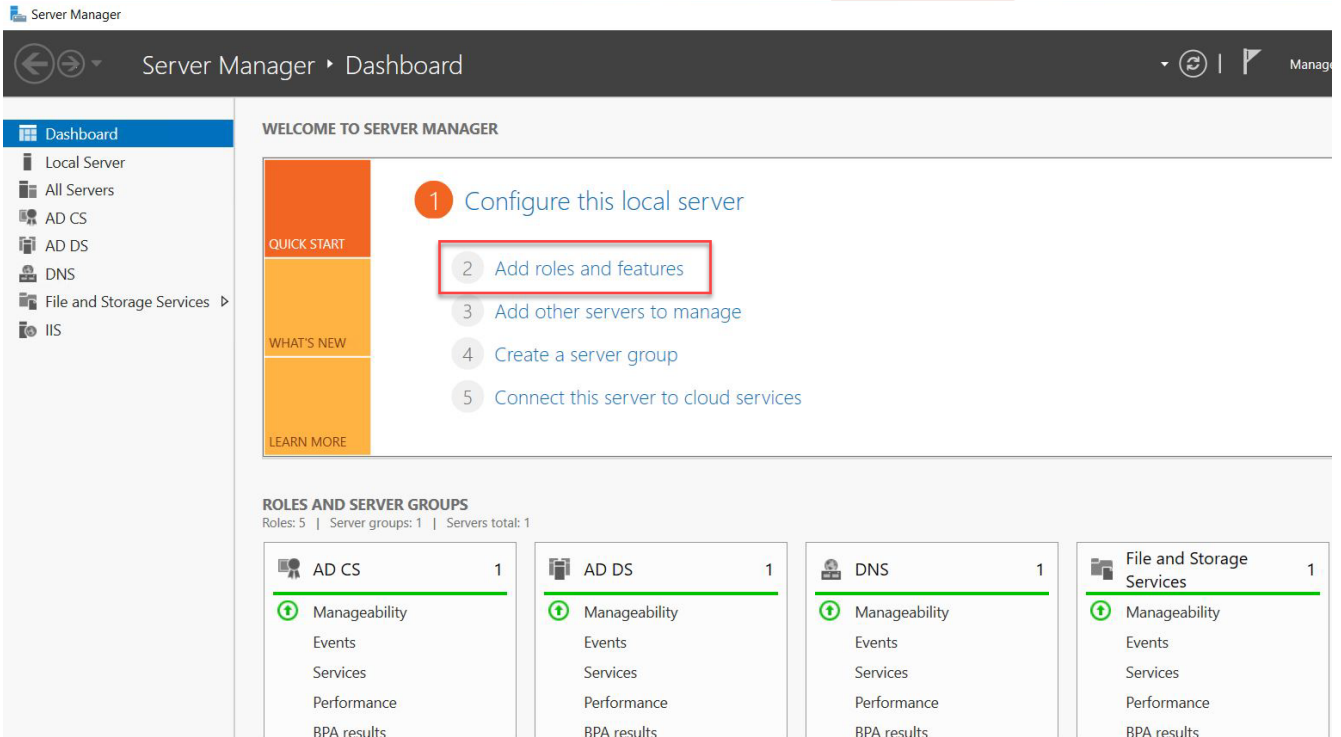 Server Manager
Server Manager ‣ Dashboard
Manage
Dashboard
Local Server
All Servers
AD CS
AD DS
DNS
File and Storage Services
IIS
WELCOME TO SERVER MANAGER
QUICK START
WHAT'S NEW
LEARN MORE
1 Configure this local server
2 Add roles and features
3 Add other servers to manage
4 Create a server group
5 Connect this server to cloud services
ROLES AND SERVER GROUPS
Roles: 5 | Server groups: 1 | Servers total: 1
AD CS 1
Manageability
Events
Services
Performance
BPA results
AD DS 1
Manageability
Events
Services
Performance
BPA results
DNS 1
Manageability
Events
Services
Performance
BPA results
File and Storage
Services 1
Manageability
Events
Services
Performance
BPA results